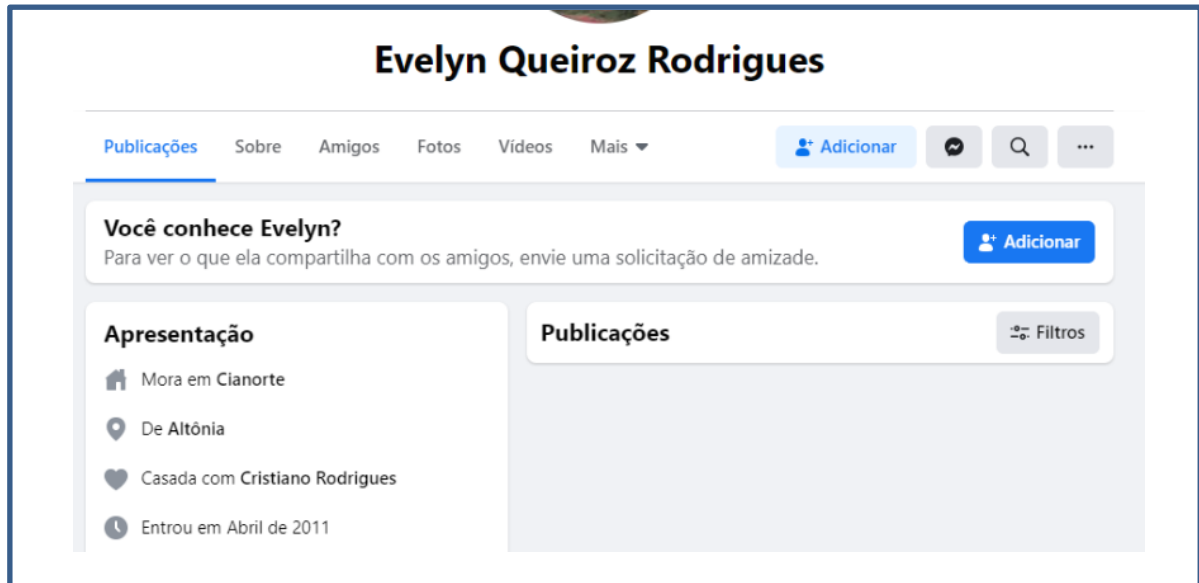 Evelyn Queiroz Rodrigues
Publicações Sobre Amigos Fotos Vídeos Mais Adicionar
Você conhece Evelyn?
Para ver o que ela compartilha com os amigos, envie uma solicitação de amizade.
Adicionar
Apresentação
Mora em Cianorte
De Altônia
Casada com Cristiano Rodrigues
Entrou em Abril de 2011
Publicações
Filtros